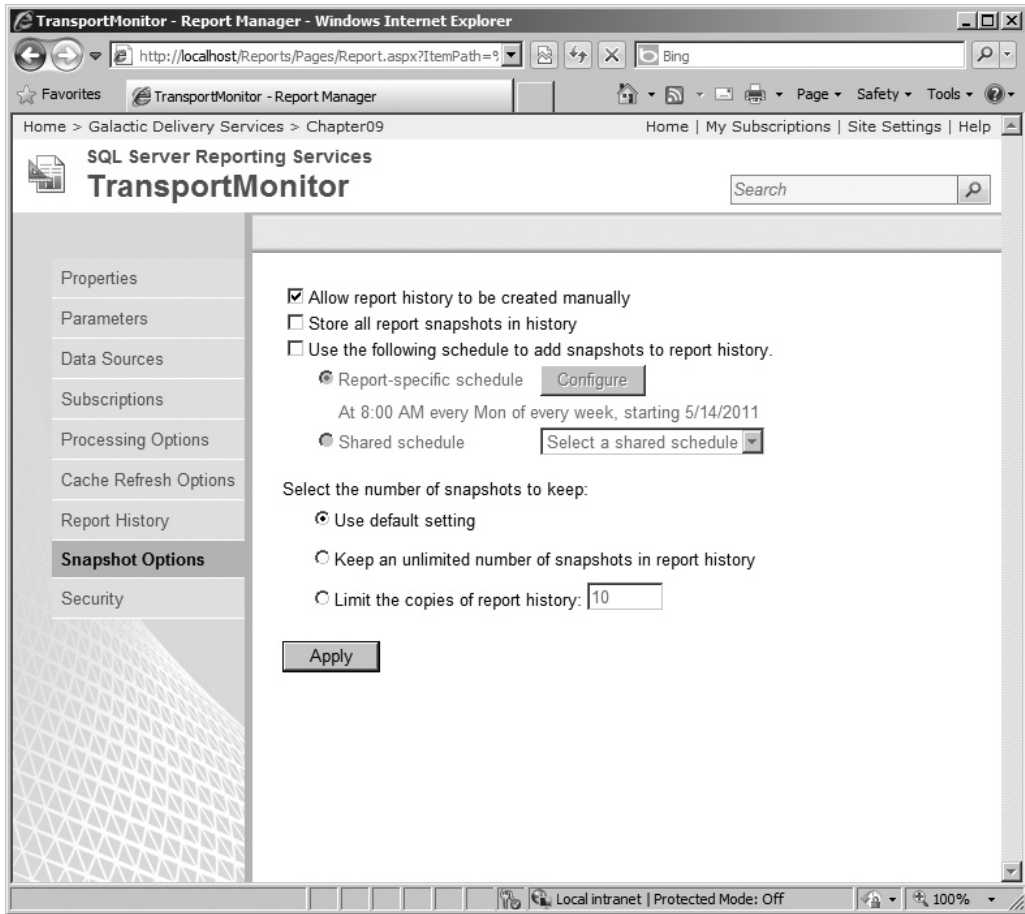 TransportMonitor - Report Manager - Windows Internet Explorer
http://localhost/Reports/Pages/Report.aspx?ItemPath=%
Bing
Favorites
TransportMonitor - Report Manager
Page
Safety
Tools
Home > Galactic Delivery Services > Chapter09
Home | My Subscriptions | Site Settings | Help
SQL Server Reporting Services
TransportMonitor
Search
Properties
Parameters
Data Sources
Subscriptions
Processing Options
Cache Refresh Options
Report History
Snapshot Options
Security
Allow report history to be created manually
Store all report snapshots in history
Use the following schedule to add snapshots to report history.
Report-specific schedule
Configure
At 8:00 AM every Mon of every week, starting 5/14/2011
Shared schedule
Select a shared schedule
Select the number of snapshots to keep:
Use default setting
Keep an unlimited number of snapshots in report history
Limit the copies of report history: 10
Apply
Local intranet | Protected Mode: Off
100%